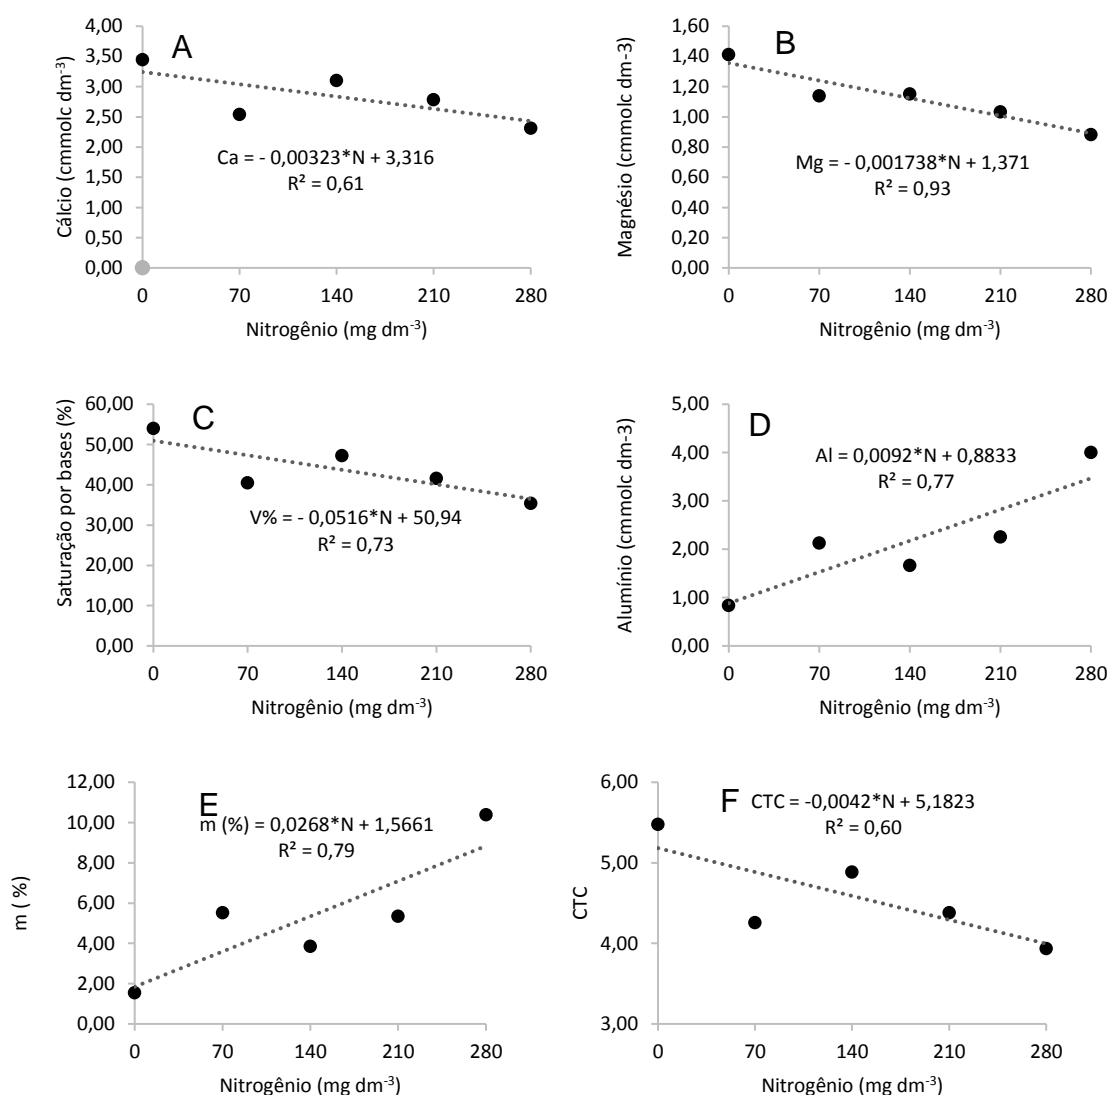 A
Cálcio (cmmolc dm⁻³)
4,00
3,50
3,00
2,50
2,00
1,50
1,00
0,50
0,00
Ca = - 0,00323*N + 3,316
R² = 0,61
0 70 140 210 280
Nitrogênio (mg dm⁻³)
B
Magnésio (cmmolc dm-3)
1,60
1,40
1,20
1,00
0,80
0,60
0,40
0,20
0,00
Mg = - 0,001738*N + 1,371
R² = 0,93
0 70 140 210 280
Nitrogênio (mg dm⁻³)
C
Saturação por bases (%)
60,00
50,00
40,00
30,00
20,00
10,00
0,00
V% = - 0,0516*N + 50,94
R² = 0,73
0 70 140 210 280
Nitrogênio (mg dm⁻³)
D
Alumínio (cmmolc dm-3)
5,00
4,00
3,00
2,00
1,00
0,00
Al = 0,0092*N + 0,8833
R² = 0,77
0 70 140 210 280
Nitrogênio (mg dm⁻³)
E
m ( %)
12,00
10,00
8,00
6,00
4,00
2,00
0,00
m (%) = 0,0268*N + 1,5661
R² = 0,79
0 70 140 210 280
Nitrogênio (mg dm⁻³)
F
CTC
6,00
5,00
4,00
3,00
CTC = -0,0042*N + 5,1823
R² = 0,60
0 70 140 210 280
Nitrogênio (mg dm⁻³)